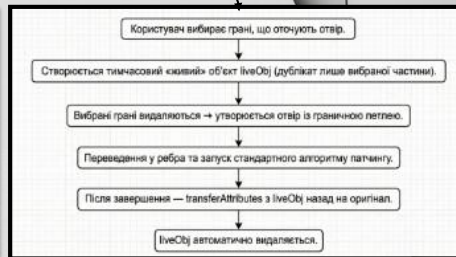 Користувач вибирає грані, що оточують отвір.
Створюється тимчасовий «живий» об'єкт liveObj (дублікат лише вибраної частини).
Вибрані грані видаляються → утворюється отвір із граничною петлею.
Переведення у ребра та запуск стандартного алгоритму патчингу.
Після завершення — transferAttributes з liveObj назад на оригінал.
liveObj автоматично видаляється.